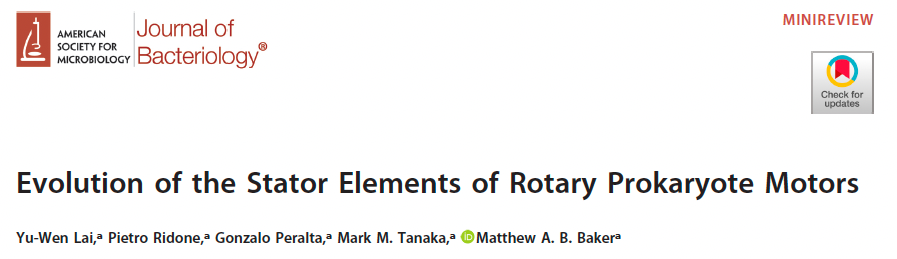 AMERICAN
SOCIETY FOR
MICROBIOLOGY
Journal of
Bacteriology®
MINIREVIEW
Check for
updates
Evolution of the Stator Elements of Rotary Prokaryote Motors
Yu-Wen Lai,ᵃ Pietro Ridone,ᵃ Gonzalo Peralta,ᵃ Mark M. Tanaka,ᵃ iD Matthew A. B. Bakerᵃ